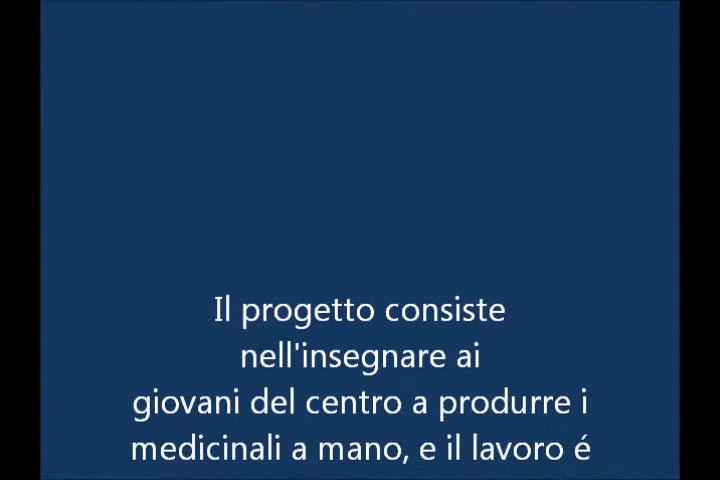 Il progetto consiste
nell'insegnare ai
giovani del centro a produrre i
medicinali a mano, e il lavoro é